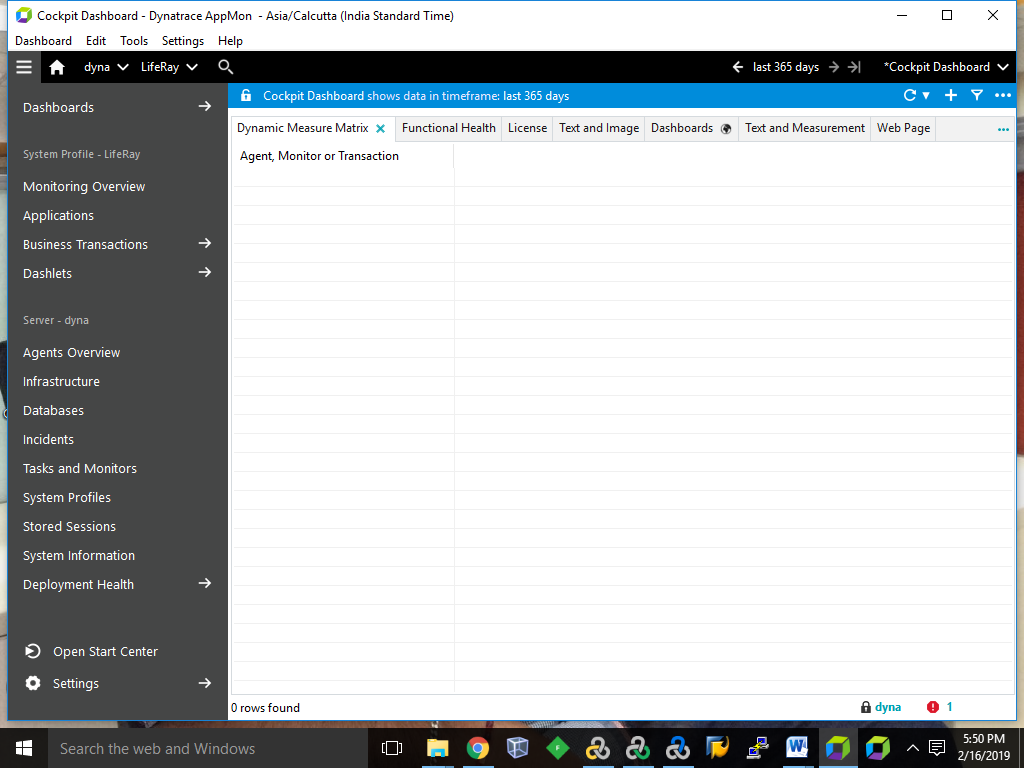 Cockpit Dashboard - Dynatrace AppMon - Asia/Calcutta (India Standard Time)
Dashboard Edit Tools Settings Help
dyna LifeRay last 365 days *Cockpit Dashboard
Cockpit Dashboard shows data in timeframe: last 365 days
Dynamic Measure Matrix Functional Health License Text and Image Dashboards Text and Measurement Web Page
Agent, Monitor or Transaction
Dashboards
System Profile - LifeRay
Monitoring Overview
Applications
Business Transactions
Dashlets
Server - dyna
Agents Overview
Infrastructure
Databases
Incidents
Tasks and Monitors
System Profiles
Stored Sessions
System Information
Deployment Health
Open Start Center
Settings
0 rows found dyna 1
Search the web and Windows
5:50 PM
2/16/2019